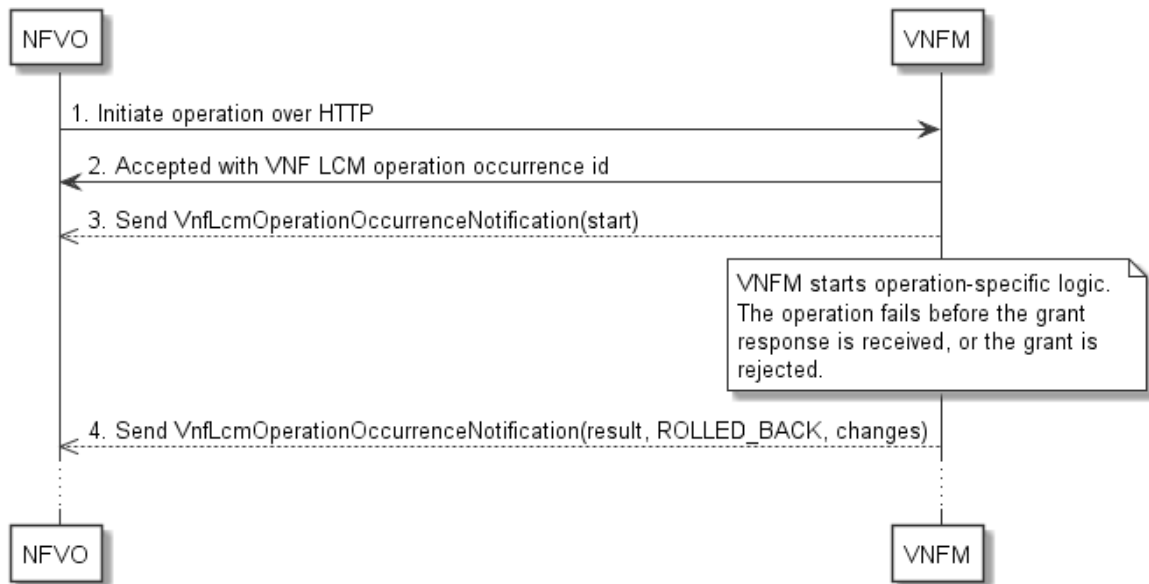 NFVO
VNFM
1. Initiate operation over HTTP
2. Accepted with VNF LCM operation occurrence id
3. Send VnfLcmOperationOccurrenceNotification(start)
VNFM starts operation-specific logic.
The operation fails before the grant
response is received, or the grant is
rejected.
4. Send VnfLcmOperationOccurrenceNotification(result, ROLLED_BACK, changes)
NFVO
VNFM